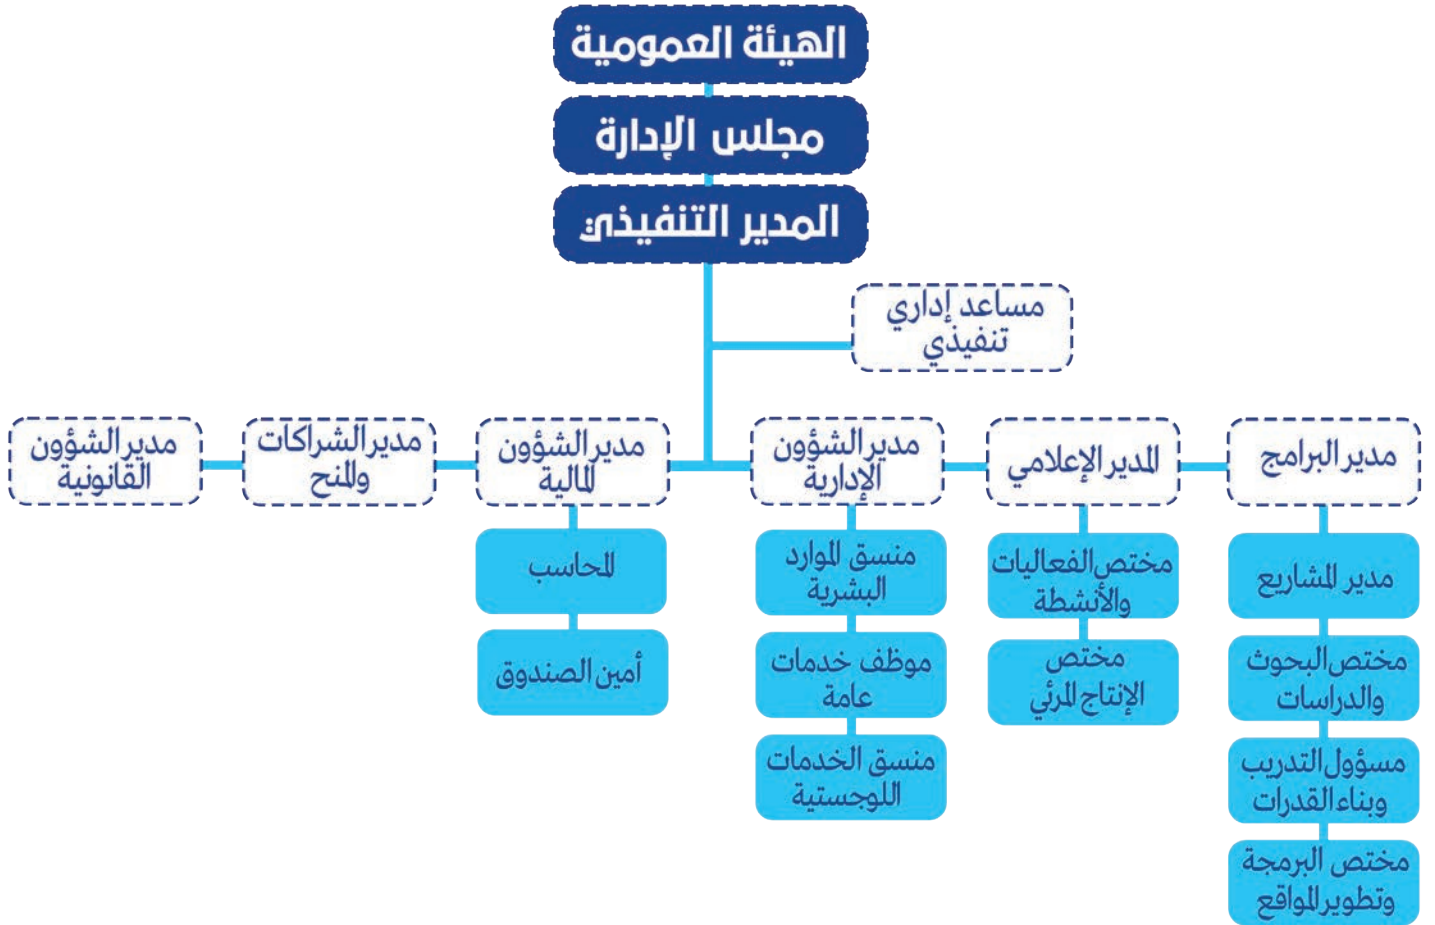 الهيئة العمومية
مجلس الإدارة
المدير التنفيذي
مساعد إداري
تنفيذي
مدير البرامج
المدير الإعلامي
مدير الشؤون
الإدارية
مدير الشؤون
المالية
مدير الشراكات
والمنح
مدير الشؤون
القانونية
مدير المشاريع
مختص البحوث
والدراسات
مسؤول التدريب
وبناء القدرات
مختص البرمجة
وتطوير المواقع
مختص الفعاليات
والأنشطة
مختص
الإنتاج المرئي
منسق الموارد
البشرية
موظف خدمات
عامة
منسق الخدمات
اللوجستية
المحاسب
أمين الصندوق